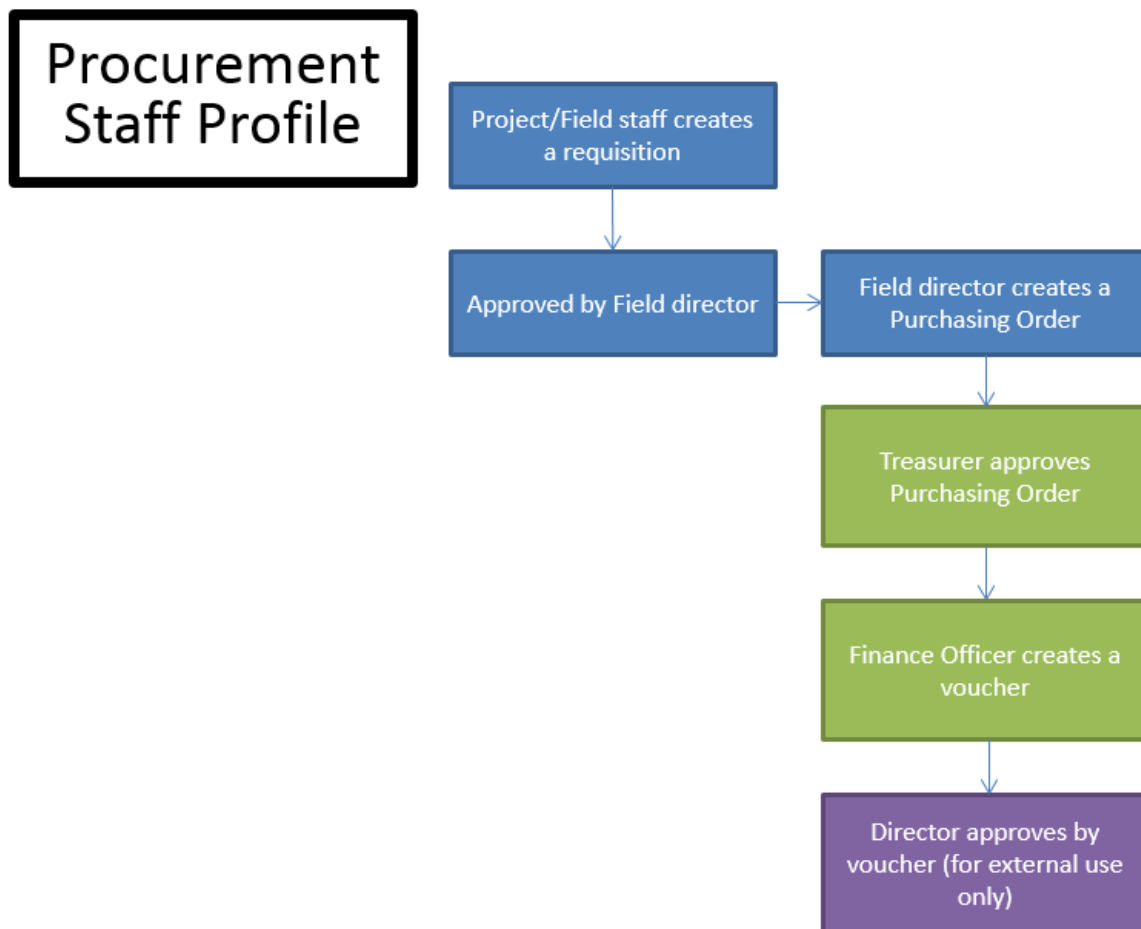 Procurement
Staff Profile
Project/Field staff creates
a requisition
Approved by Field director
Field director creates a
Purchasing Order
Treasurer approves
Purchasing Order
Finance Officer creates a
voucher
Director approves by
voucher (for external use
only)